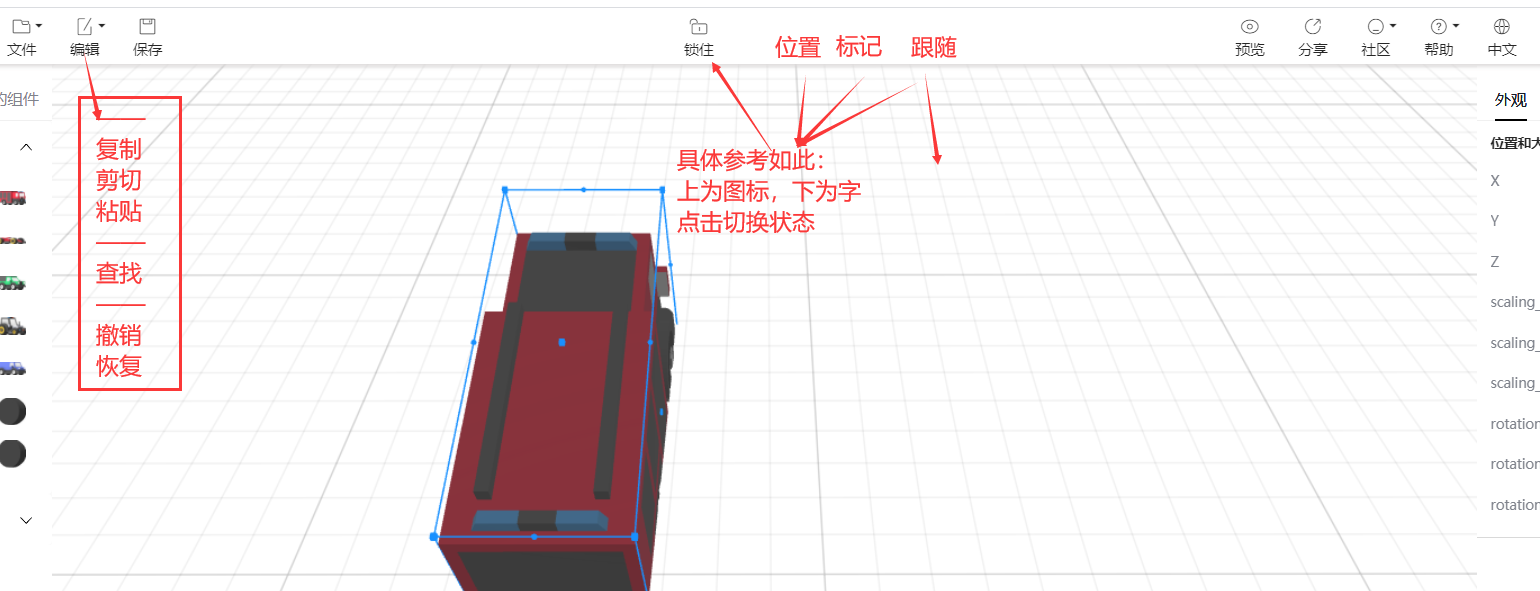 文件
编辑
保存
锁住
位置
标记
跟随
预览
分享
社区
帮助
中文
的组件
外观
复制
剪切
粘贴
查找
撤销
恢复
具体参考如此：
上为图标，下为字
点击切换状态
位置和大
X
Y
Z
scaling_
scaling_
scaling_
rotation
rotation
rotation